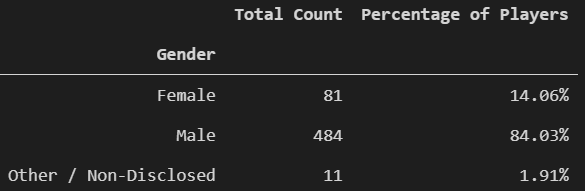 Total Count Percentage of Players
Gender
Female 81 14.06%
Male 484 84.03%
Other / Non-Disclosed 11 1.91%